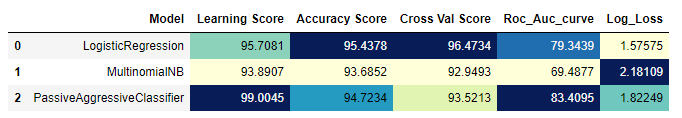 Model Learning Score Accuracy Score Cross Val Score Roc_Auc_curve Log_Loss
0 LogisticRegression 95.7081 95.4378 96.4734 79.3439 1.57575
1 MultinomialNB 93.8907 93.6852 92.9493 69.4877 2.18109
2 PassiveAggressiveClassifier 99.0045 94.7234 93.5213 83.4095 1.82249